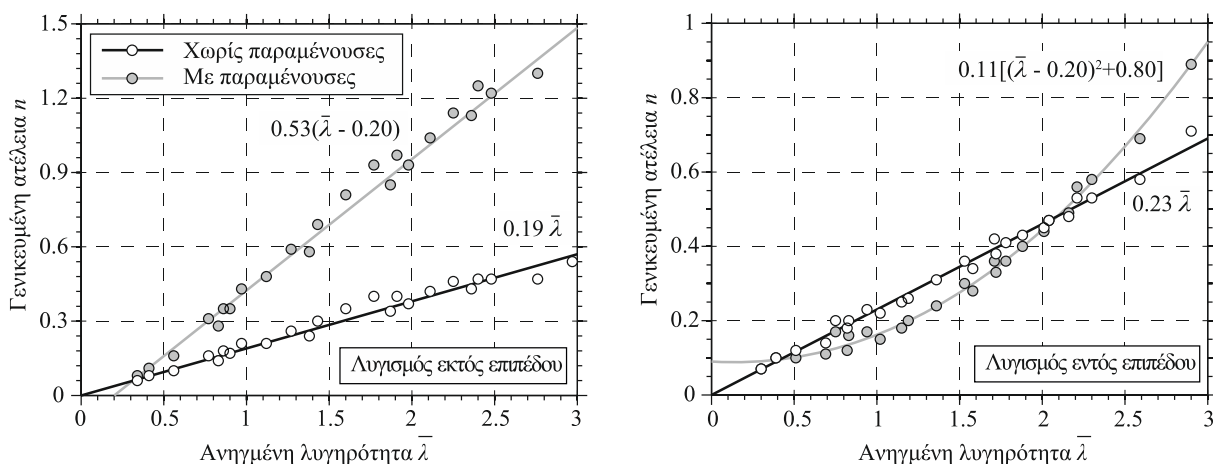 Γενικευμένη ατέλεια n
1.5
1.2
0.9
0.6
0.3
0
Χωρίς παραμένουσες
Με παραμένουσες
0.53(λ̅ - 0.20)
0.19 λ̅
Λυγισμός εκτός επιπέδου
0 0.5 1 1.5 2 2.5 3
Ανηγμένη λυγηρότητα λ̅
Γενικευμένη ατέλεια n
1
0.8
0.6
0.4
0.2
0
0.11[(λ̅ - 0.20)²+0.80]
0.23 λ̅
Λυγισμός εντός επιπέδου
0 0.5 1 1.5 2 2.5 3
Ανηγμένη λυγηρότητα λ̅